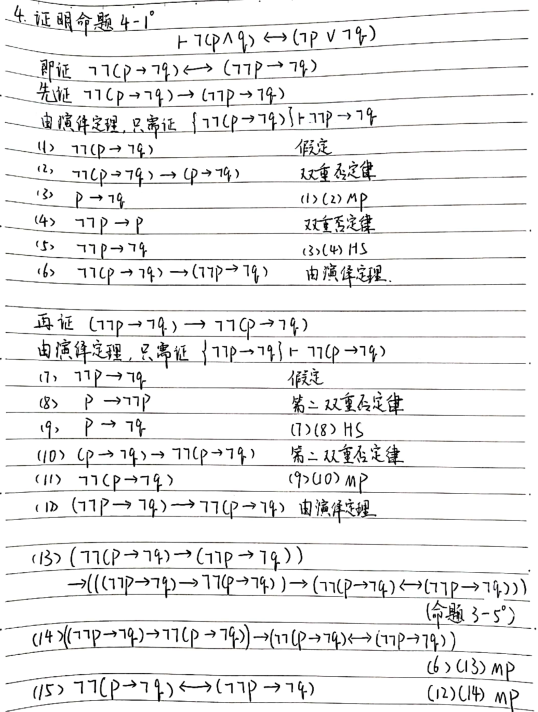 4. 证明命题 4-1°
⊢ ¬(p∧q) ↔ (¬p ∨ ¬q)
即证 ¬¬(p→¬q) ↔ (¬¬p→¬q)
先证 ¬¬(p→¬q) → (¬¬p→¬q)
由演绎定理, 只需证 {¬¬(p→¬q)} ⊢ ¬¬p→¬q
(1) ¬¬(p→¬q) 假定
(2) ¬¬(p→¬q) → (p→¬q) 双重否定律
(3) p→¬q (1)(2) MP
(4) ¬¬p→p 双重否定律
(5) ¬¬p→¬q (3)(4) HS
(6) ¬¬(p→¬q) → (¬¬p→¬q) 由演绎定理.
再证 (¬¬p→¬q) → ¬¬(p→¬q)
由演绎定理, 只需证 {¬¬p→¬q} ⊢ ¬¬(p→¬q)
(7) ¬¬p→¬q 假定
(8) p→¬¬p 第二双重否定律
(9) p→¬q (7)(8) HS
(10) (p→¬q) → ¬¬(p→¬q) 第二双重否定律
(11) ¬¬(p→¬q) (9)(10) MP
(12) (¬¬p→¬q) → ¬¬(p→¬q) 由演绎定理
(13) (¬¬(p→¬q) → (¬¬p→¬q))
→(((¬¬p→¬q)→¬¬(p→¬q))→(¬¬(p→¬q)↔(¬¬p→¬q)))
(命题 3-5°)
(14) ((¬¬p→¬q)→¬¬(p→¬q))→(¬¬(p→¬q)↔(¬¬p→¬q))
(6)(13) MP
(15) ¬¬(p→¬q)↔(¬¬p→¬q) (12)(14) MP